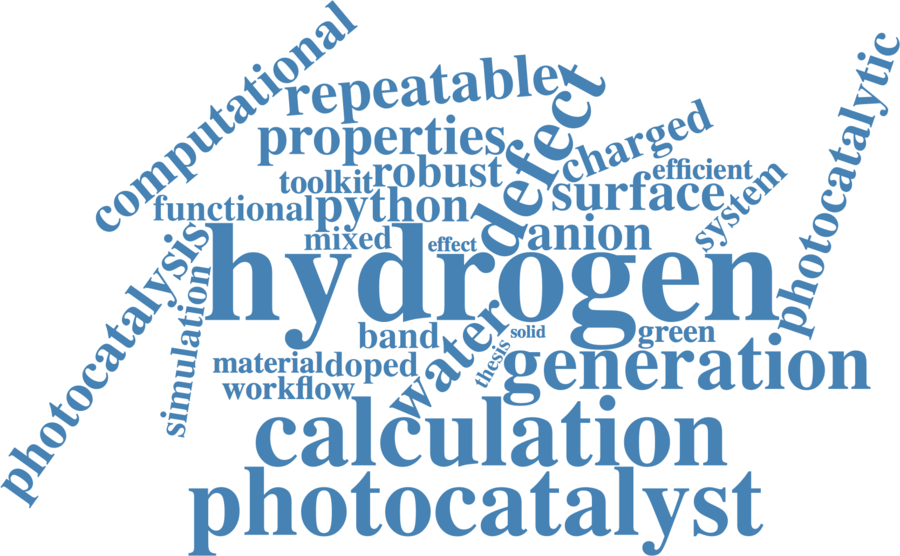 computational
repeatable
defect
photocatalytic
properties
charged
robust
efficient
toolkit
surface
system
functional
python
anion
mixed
effect
photocatalysis
hydrogen
simulation
water
band
solid
green
thesis
material
doped
generation
workflow
calculation
photocatalyst